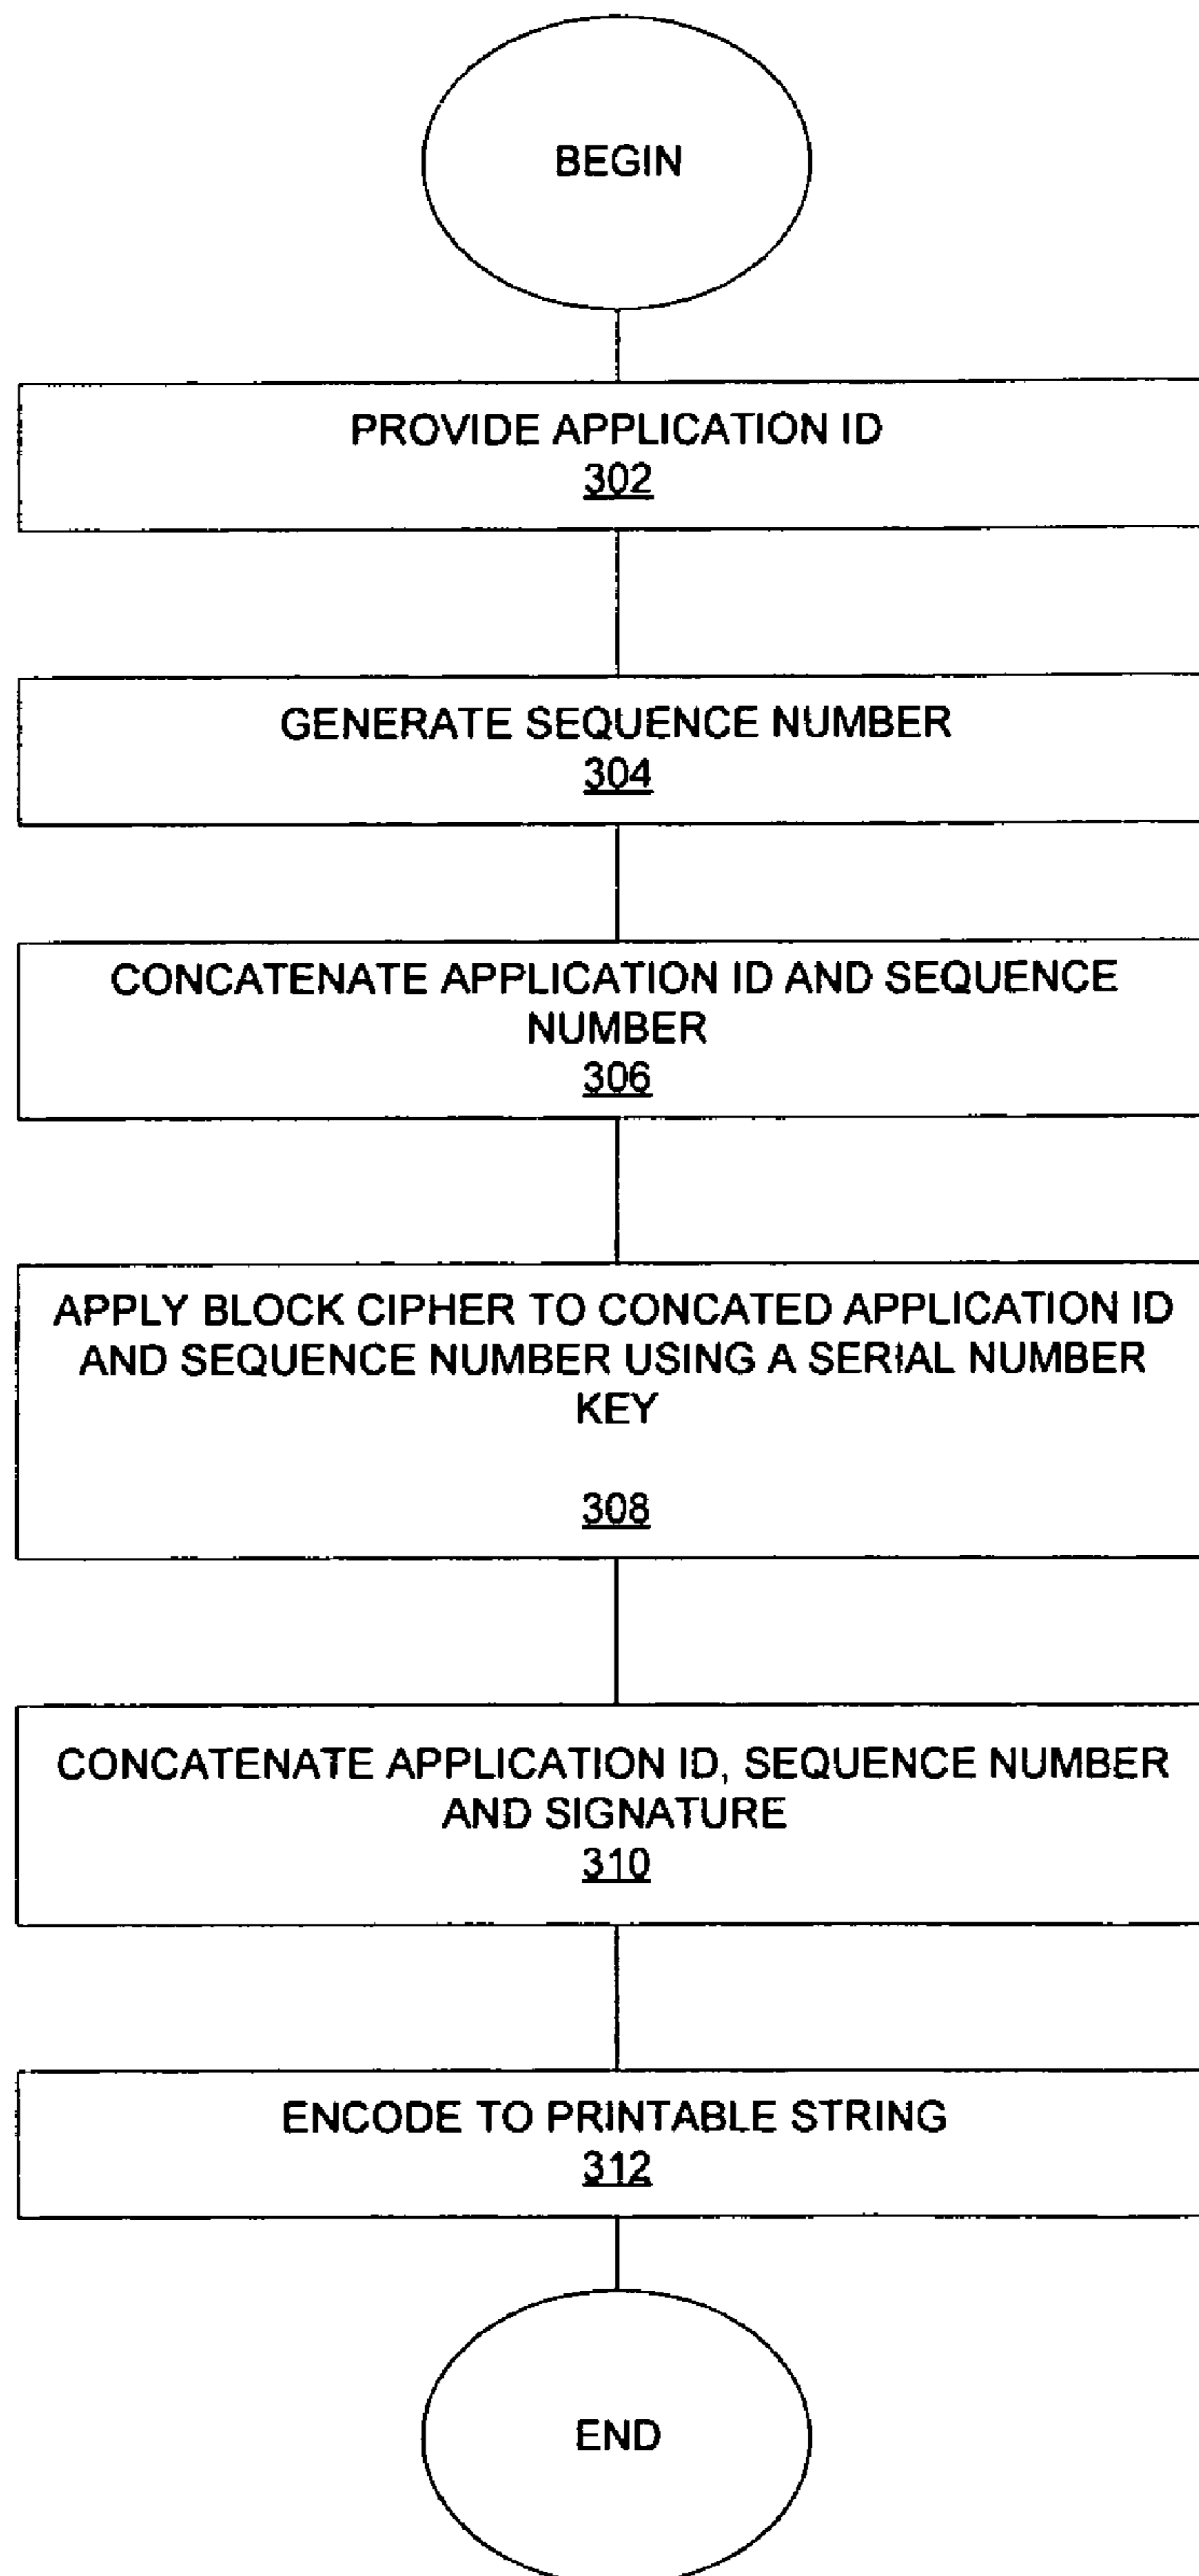 BEGIN
PROVIDE APPLICATION ID
302
GENERATE SEQUENCE NUMBER
304
CONCATENATE APPLICATION ID AND SEQUENCE
NUMBER
306
APPLY BLOCK CIPHER TO CONCATED APPLICATION ID
AND SEQUENCE NUMBER USING A SERIAL NUMBER
KEY
308
CONCATENATE APPLICATION ID, SEQUENCE NUMBER
AND SIGNATURE
310
ENCODE TO PRINTABLE STRING
312
END